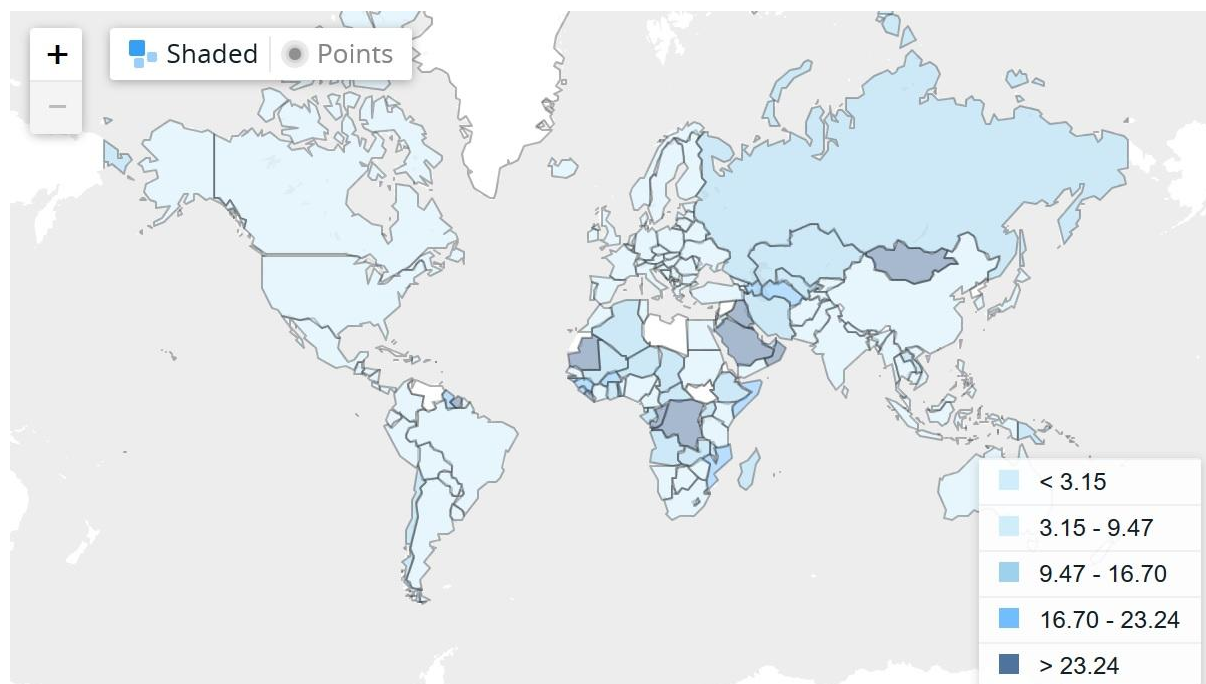 +
Shaded
Points
−
< 3.15
3.15 - 9.47
9.47 - 16.70
16.70 - 23.24
> 23.24